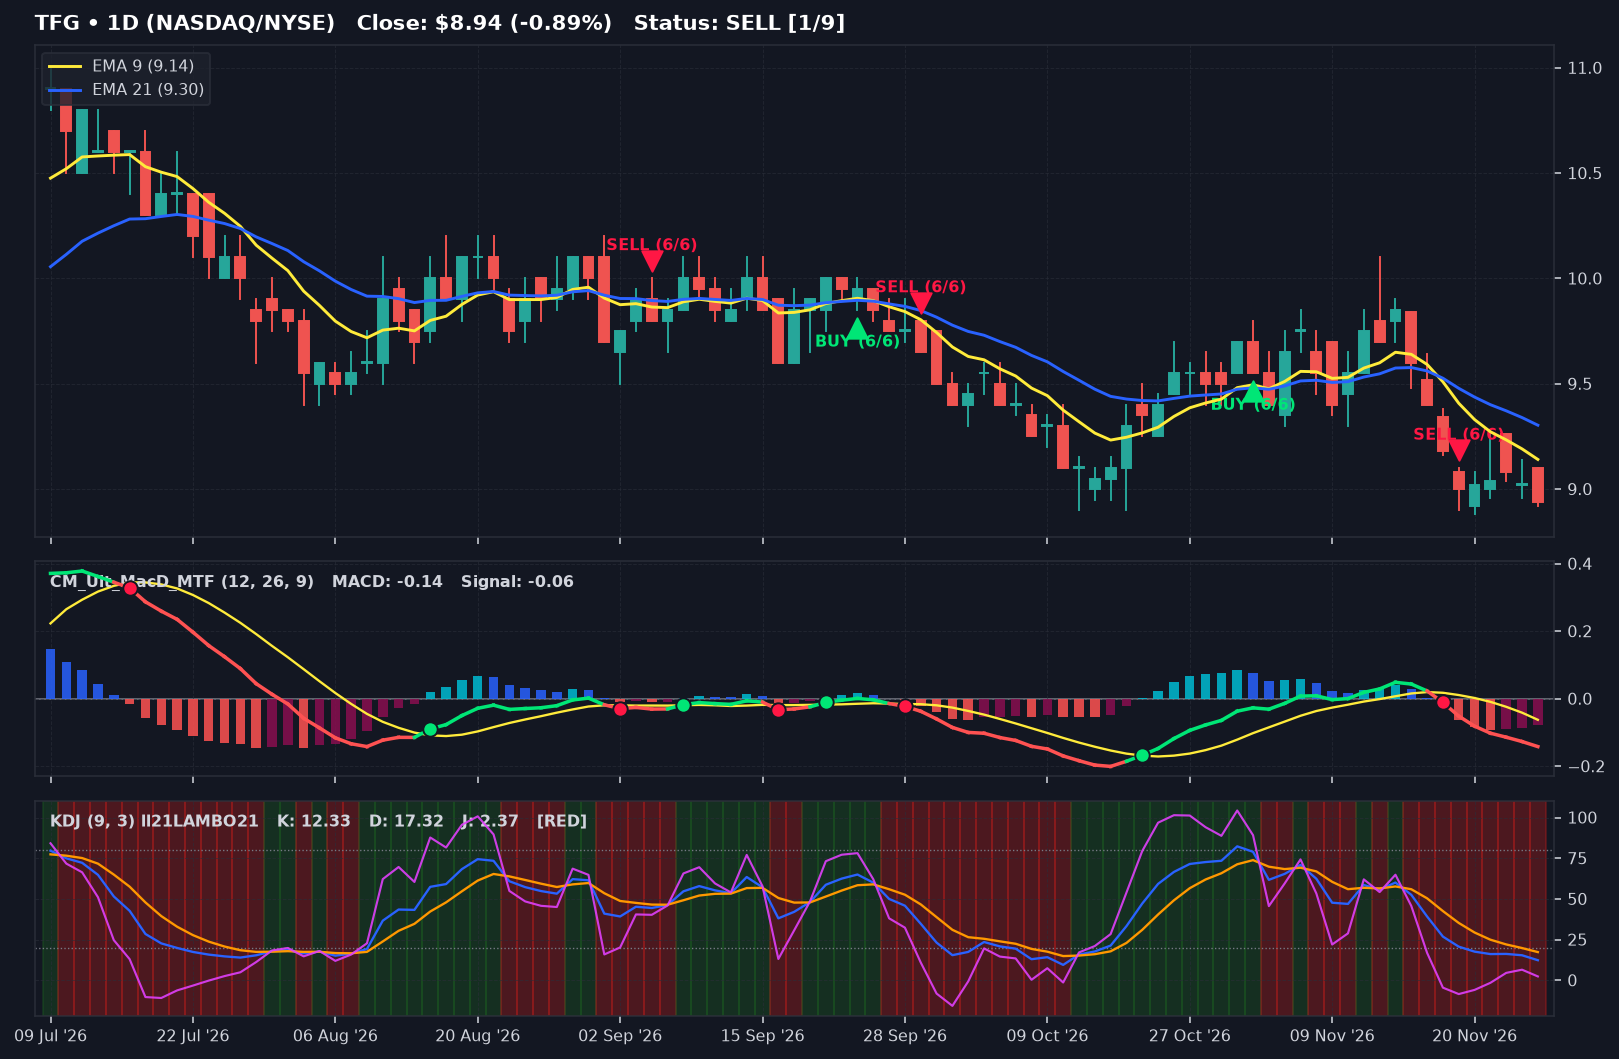 TFG • 1D (NASDAQ/NYSE)   Close: $8.94 (-0.89%)   Status: SELL [1/9]
EMA 9 (9.14)
EMA 21 (9.30)
11.0
10.5
10.0
9.5
9.0
SELL (6/6)
BUY (6/6)
SELL (6/6)
BUY (6/6)
SELL (6/6)
CM_Ult_MacD_MTF (12, 26, 9)   MACD: -0.14   Signal: -0.06
0.4
0.2
0.0
−0.2
KDJ (9, 3) II21LAMBO21   K: 12.33   D: 17.32   J: 2.37   [RED]
100
75
50
25
0
09 Jul '26
22 Jul '26
06 Aug '26
20 Aug '26
02 Sep '26
15 Sep '26
28 Sep '26
09 Oct '26
27 Oct '26
09 Nov '26
20 Nov '26